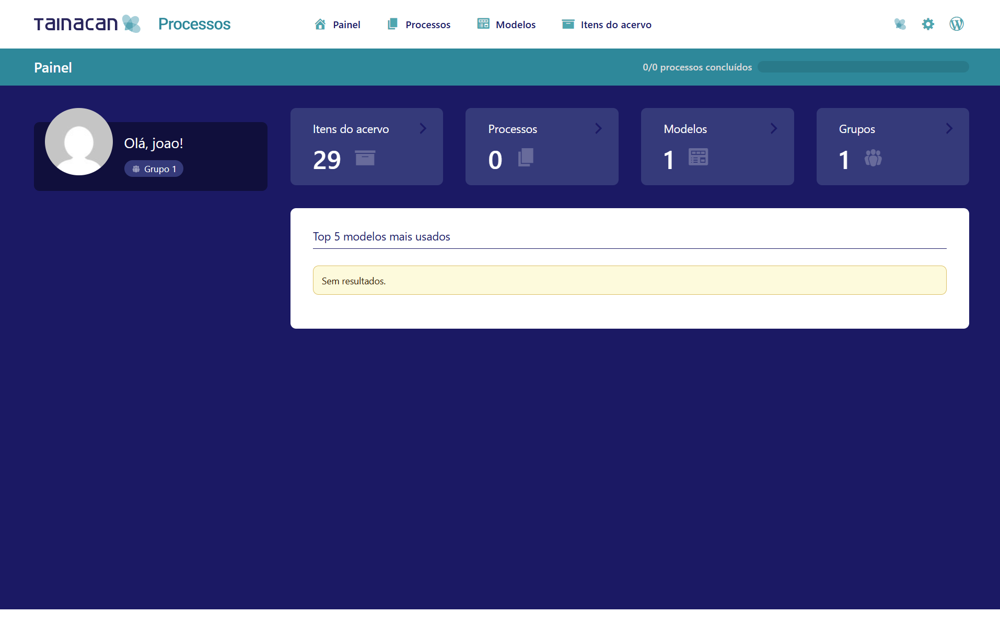 Tainacan Processos
Painel Processos Modelos Itens do acervo
Painel
0/0 processos concluídos
Olá, joao!
Grupo 1
Itens do acervo
29
Processos
0
Modelos
1
Grupos
1
Top 5 modelos mais usados
Sem resultados.